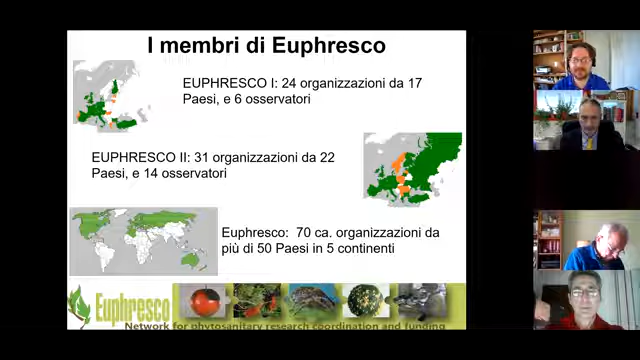 I membri di Euphresco
EUPHRESCO I: 24 organizzazioni da 17
Paesi, e 6 osservatori
EUPHRESCO II: 31 organizzazioni da 22
Paesi, e 14 osservatori
Euphresco: 70 ca. organizzazioni da
più di 50 Paesi in 5 continenti
Euphresco
Network for phytosanitary research coordination and funding